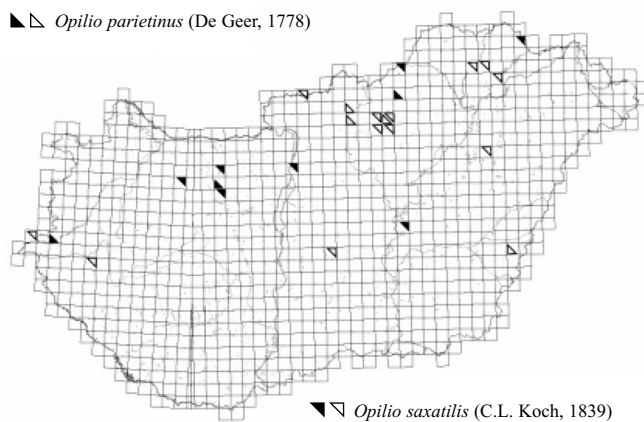 Opilio parietinus (De Geer, 1778)
Opilio saxatilis (C.L. Koch, 1839)